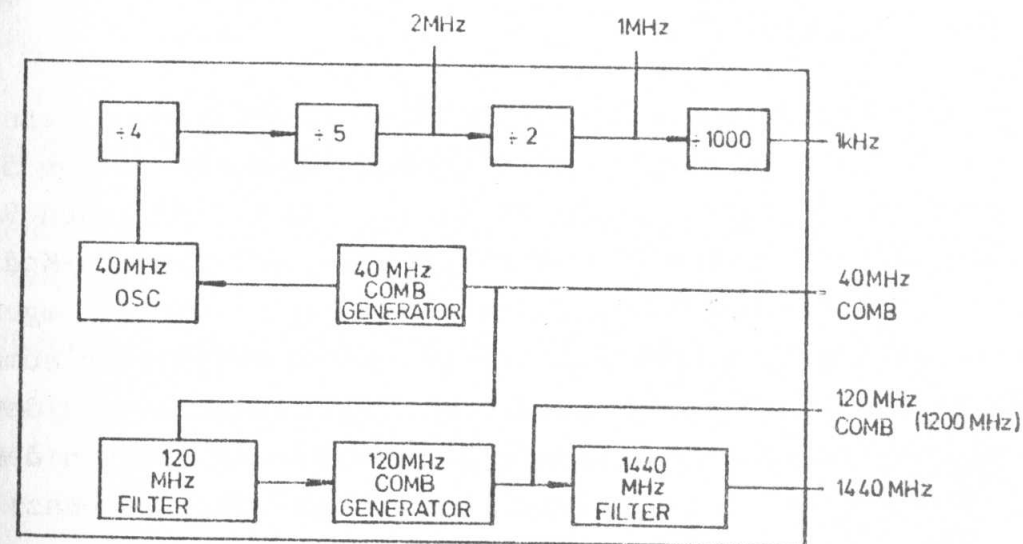 2MHz
1MHz
÷4
÷5
÷2
÷1000
1kHz
40MHz
OSC
40 MHz
COMB
GENERATOR
40MHz
COMB
120 MHz
COMB (1200 MHz)
120
MHz
FILTER
120MHz
COMB
GENERATOR
1440
MHz
FILTER
1440 MHz